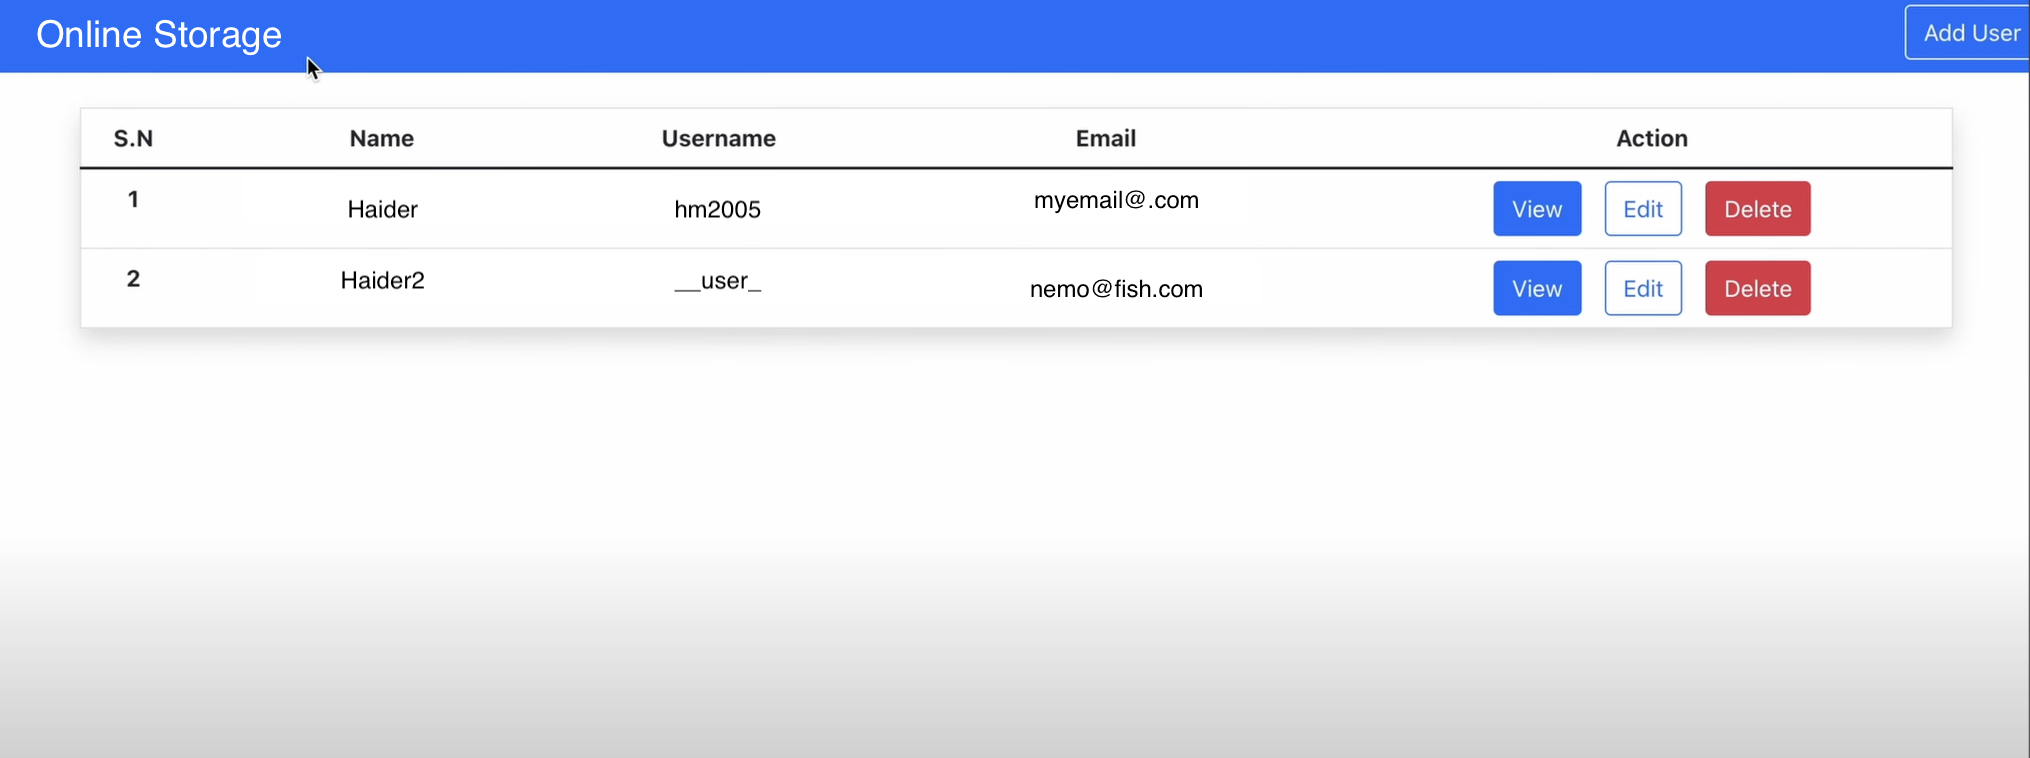 Online Storage
Add User
S.N Name Username Email Action
1 Haider hm2005 myemail@.com View Edit Delete
2 Haider2 __user_ nemo@fish.com View Edit Delete